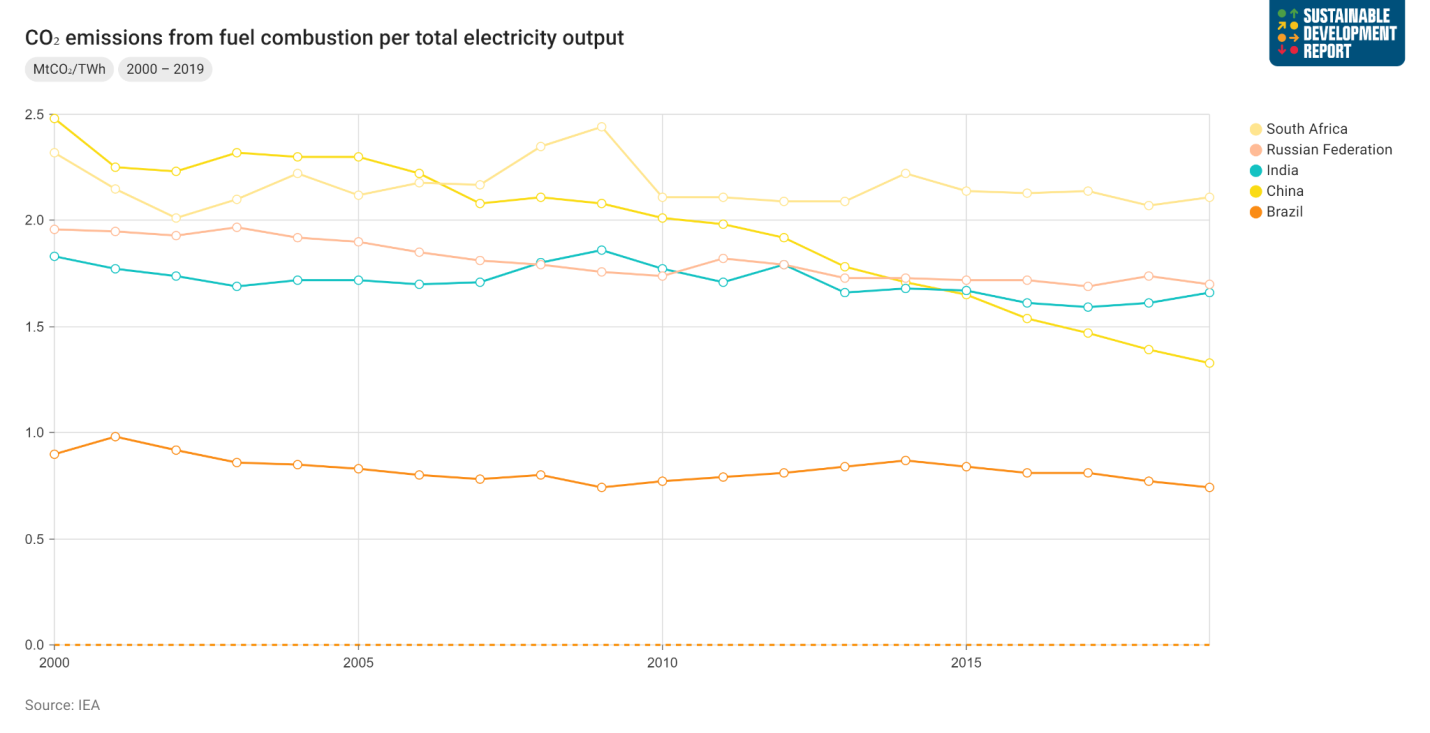 CO₂ emissions from fuel combustion per total electricity output
MtCO₂/TWh 2000 – 2019
SUSTAINABLE
DEVELOPMENT
REPORT
2.5
2.0
1.5
1.0
0.5
0.0
2000 2005 2010 2015
South Africa
Russian Federation
India
China
Brazil
Source: IEA